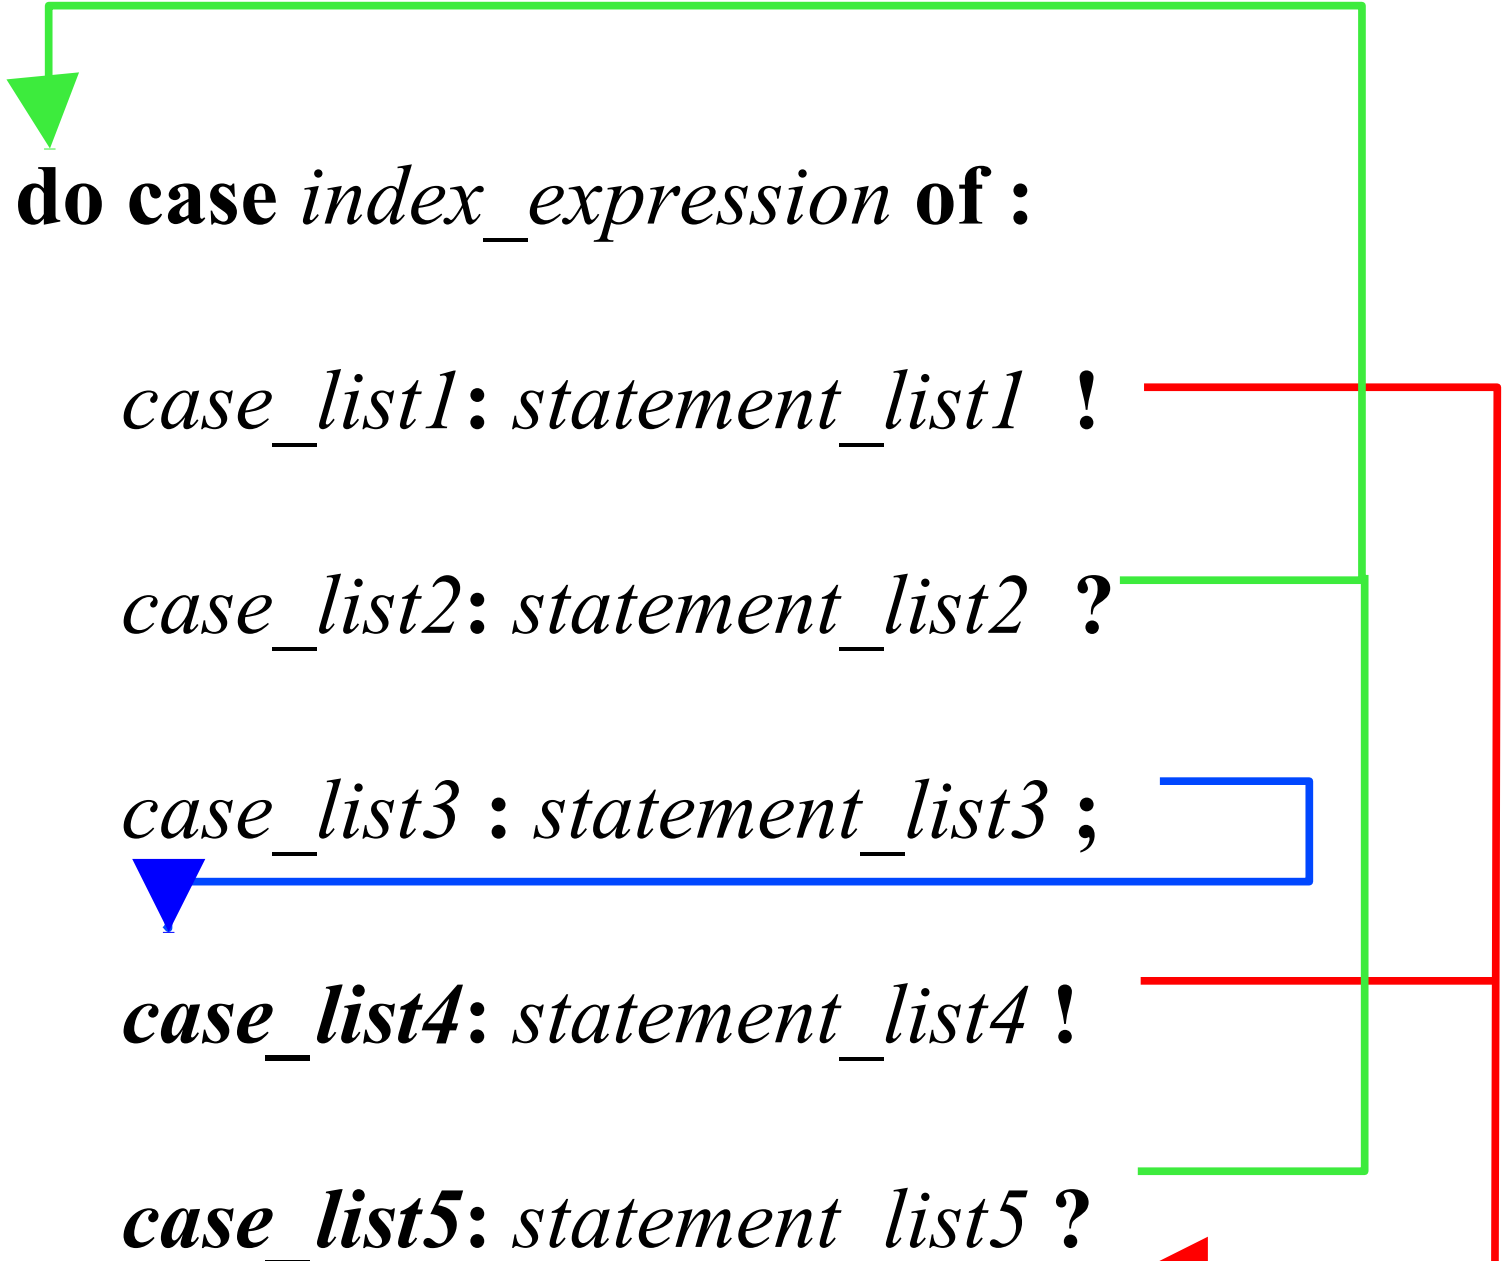 do case index_expression of :
case_list1: statement_list1 !
case_list2: statement_list2 ?
case_list3 : statement_list3 ;
case_list4: statement_list4 !
case_list5: statement_list5 ?